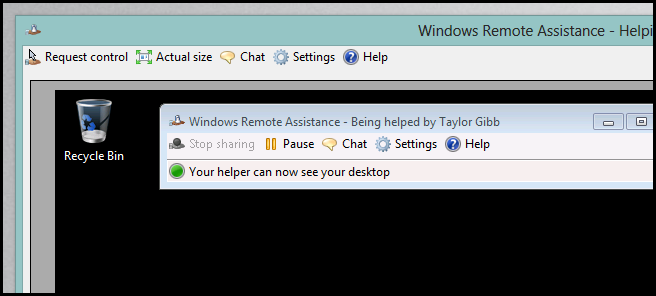 Windows Remote Assistance - Helpi
Request control Actual size Chat Settings Help
Windows Remote Assistance - Being helped by Taylor Gibb
Stop sharing Pause Chat Settings Help
Recycle Bin
Your helper can now see your desktop